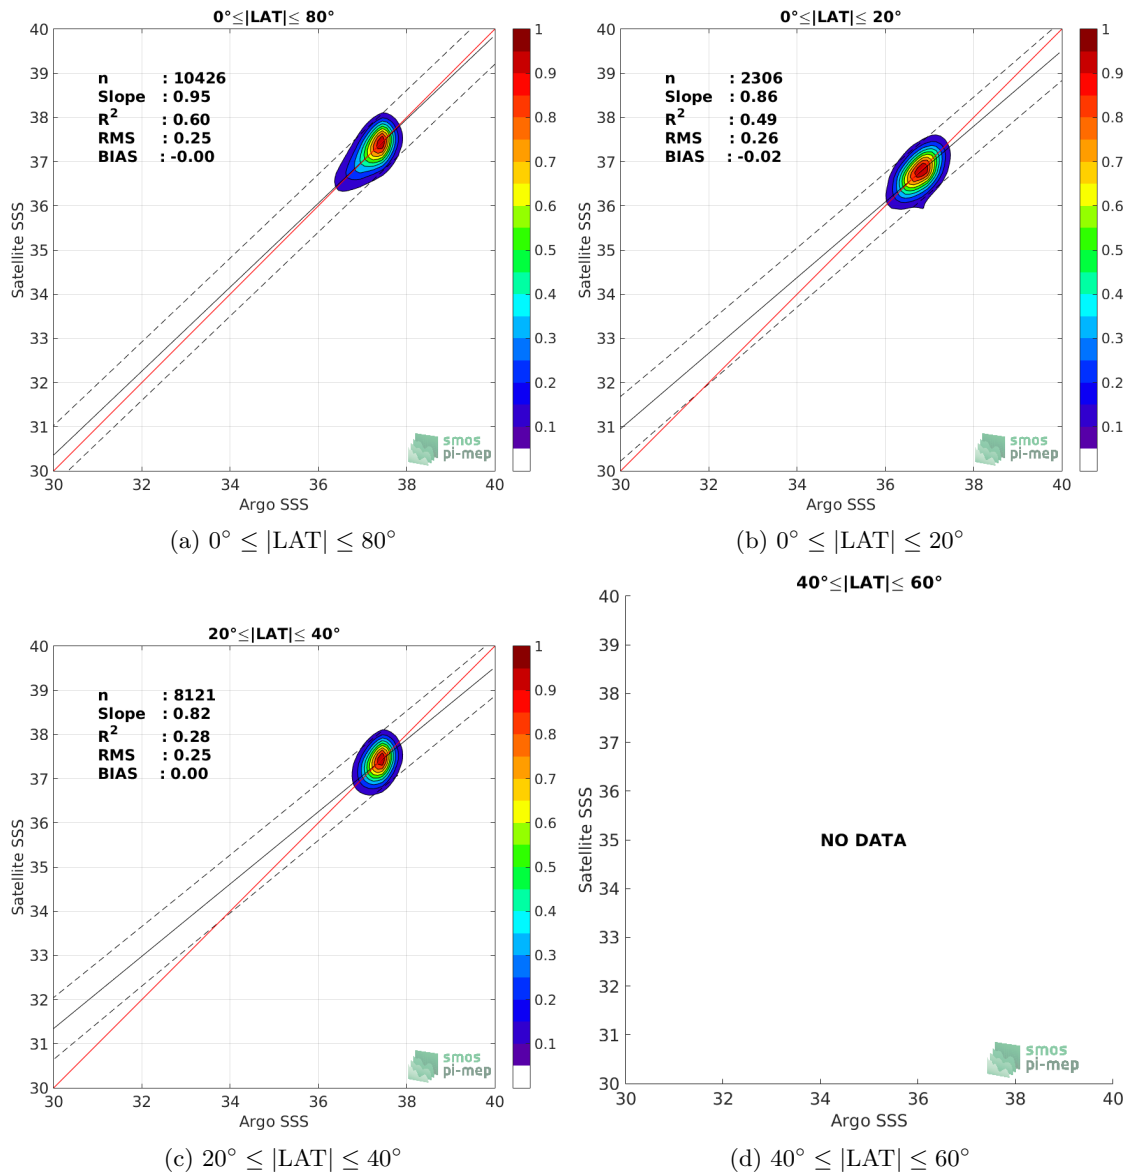 0°≤|LAT|≤ 80°
n : 10426
Slope : 0.95
R2 : 0.60
RMS : 0.25
BIAS : -0.00
Satellite SSS
40
39
38
37
36
35
34
33
32
31
30
30 32 34 36 38 40
Argo SSS
1
0.9
0.8
0.7
0.6
0.5
0.4
0.3
0.2
0.1
smos
pi-mep
(a) 0° ≤ |LAT| ≤ 80°
0°≤|LAT|≤ 20°
n : 2306
Slope : 0.86
R2 : 0.49
RMS : 0.26
BIAS : -0.02
Satellite SSS
40
39
38
37
36
35
34
33
32
31
30
30 32 34 36 38 40
Argo SSS
1
0.9
0.8
0.7
0.6
0.5
0.4
0.3
0.2
0.1
smos
pi-mep
(b) 0° ≤ |LAT| ≤ 20°
20°≤|LAT|≤ 40°
n : 8121
Slope : 0.82
R2 : 0.28
RMS : 0.25
BIAS : 0.00
Satellite SSS
40
39
38
37
36
35
34
33
32
31
30
30 32 34 36 38 40
Argo SSS
1
0.9
0.8
0.7
0.6
0.5
0.4
0.3
0.2
0.1
smos
pi-mep
(c) 20° ≤ |LAT| ≤ 40°
40°≤|LAT|≤ 60°
Satellite SSS
40
39
38
37
36
35
34
33
32
31
30
NO DATA
30 32 34 36 38 40
Argo SSS
smos
pi-mep
(d) 40° ≤ |LAT| ≤ 60°